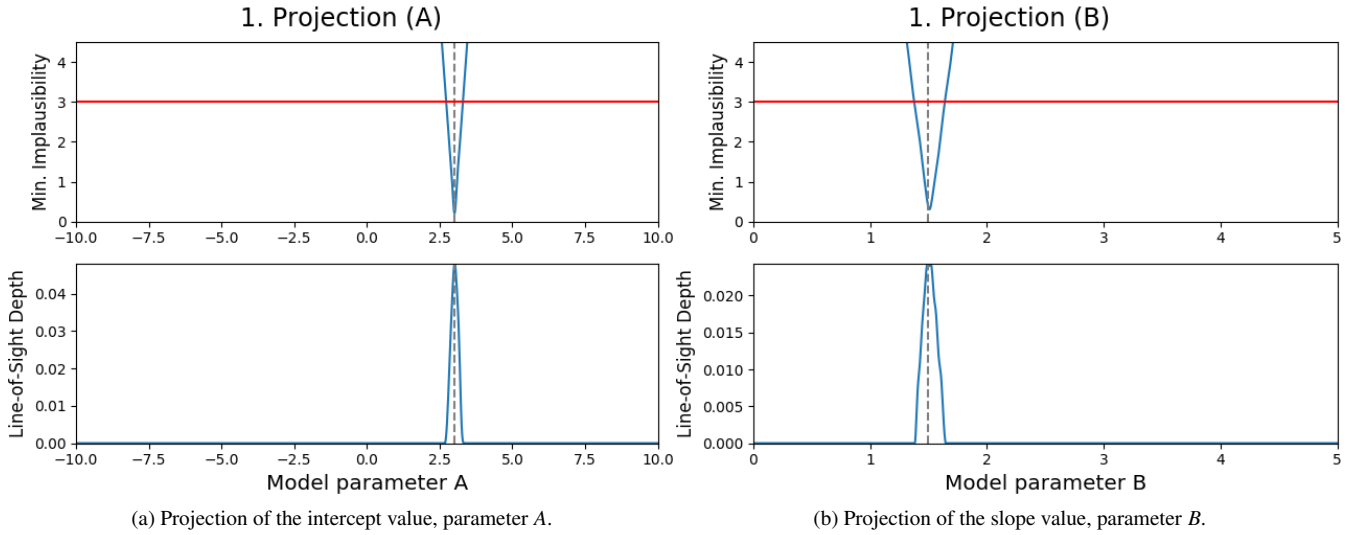 1. Projection (A)
Min. Implausibility
4
3
2
1
0
−10.0 −7.5 −5.0 −2.5 0.0 2.5 5.0 7.5 10.0
Line-of-Sight Depth
0.04
0.03
0.02
0.01
0.00
−10.0 −7.5 −5.0 −2.5 0.0 2.5 5.0 7.5 10.0
Model parameter A
(a) Projection of the intercept value, parameter A.
1. Projection (B)
Min. Implausibility
4
3
2
1
0
0 1 2 3 4 5
Line-of-Sight Depth
0.020
0.015
0.010
0.005
0.000
0 1 2 3 4 5
Model parameter B
(b) Projection of the slope value, parameter B.